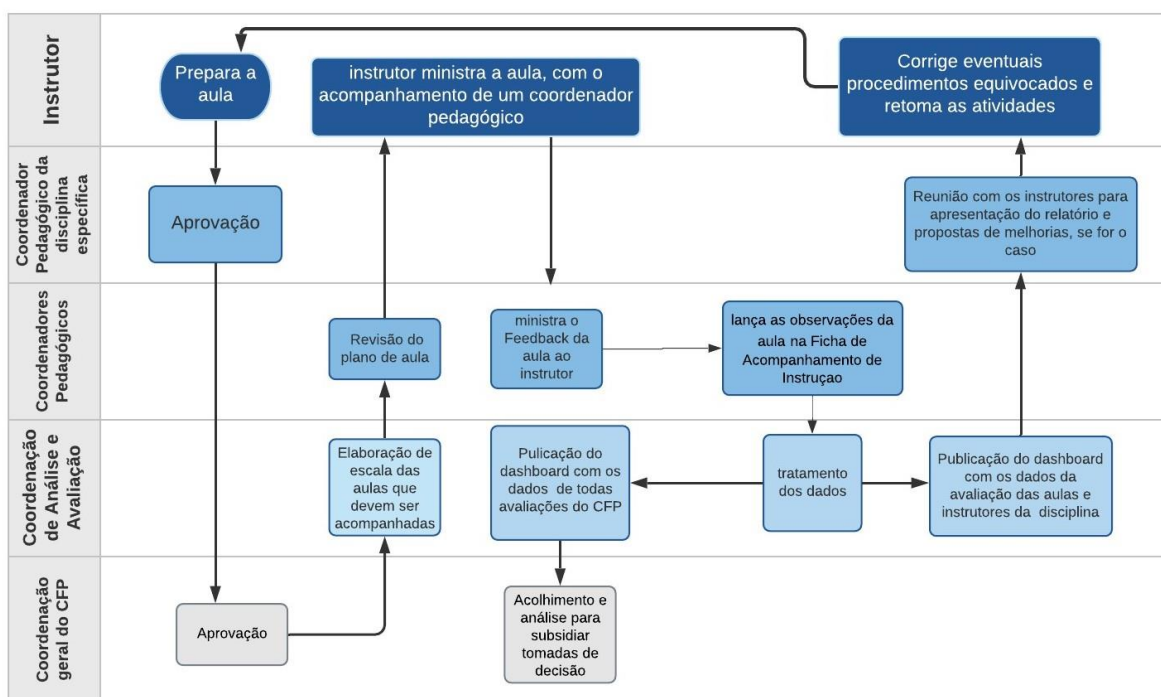 Instrutor
Prepara a
aula
instrutor ministra a aula, com o
acompanhamento de um coordenador
pedagógico
Corrige eventuais
procedimentos equivocados e
retoma as atividades
Coordenador
Pedagógico da
disciplina
específica
Aprovação
Reunião com os instrutores para
apresentação do relatório e
propostas de melhorias, se for o
caso
Coordenadores
Pedagógicos
Revisão do
plano de aula
ministra o
Feedback da
aula ao
instrutor
lança as observações da
aula na Ficha de
Acompanhamento de
Instruçao
Coordenação
de Análise e
Avaliação
Elaboração de
escala das
aulas que
devem ser
acompanhadas
Pulicação do
dashboard com os
dados de todas
avaliações do CFP
tratamento
dos dados
Publicação do dashboard
com os dados da
avaliação das aulas e
instrutores da disciplina
Coordenação
geral do CFP
Aprovação
Acolhimento e
análise para
subsidiar
tomadas de
decisão